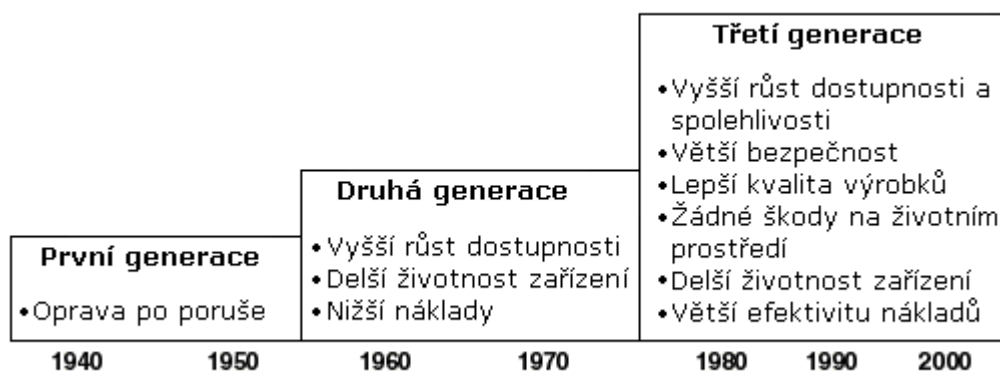 Třetí generace
•Vyšší růst dostupnosti a
spolehlivosti
•Větší bezpečnost
•Lepší kvalita výrobků
•Žádné škody na životním
prostředí
•Delší životnost zařízení
•Větší efektivitu nákladů
Druhá generace
•Vyšší růst dostupnosti
•Delší životnost zařízení
•Nižší náklady
První generace
•Oprava po poruše
1940 1950 1960 1970 1980 1990 2000